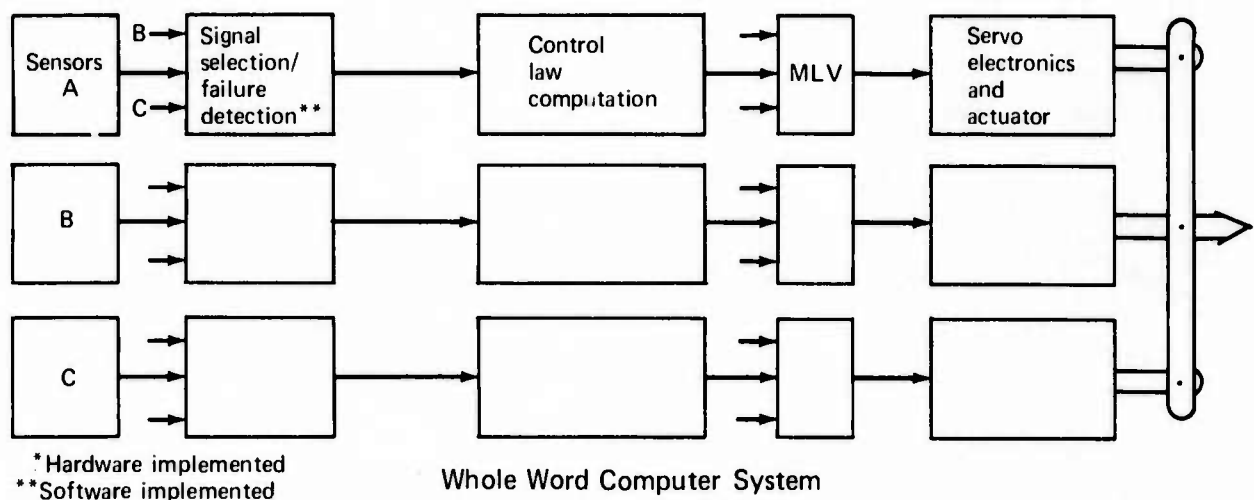 Sensors
A
B
C
Signal
selection/
failure
detection**
Control
law
computation
MLV
Servo
electronics
and
actuator
B
C
*Hardware implemented
**Software implemented
Whole Word Computer System